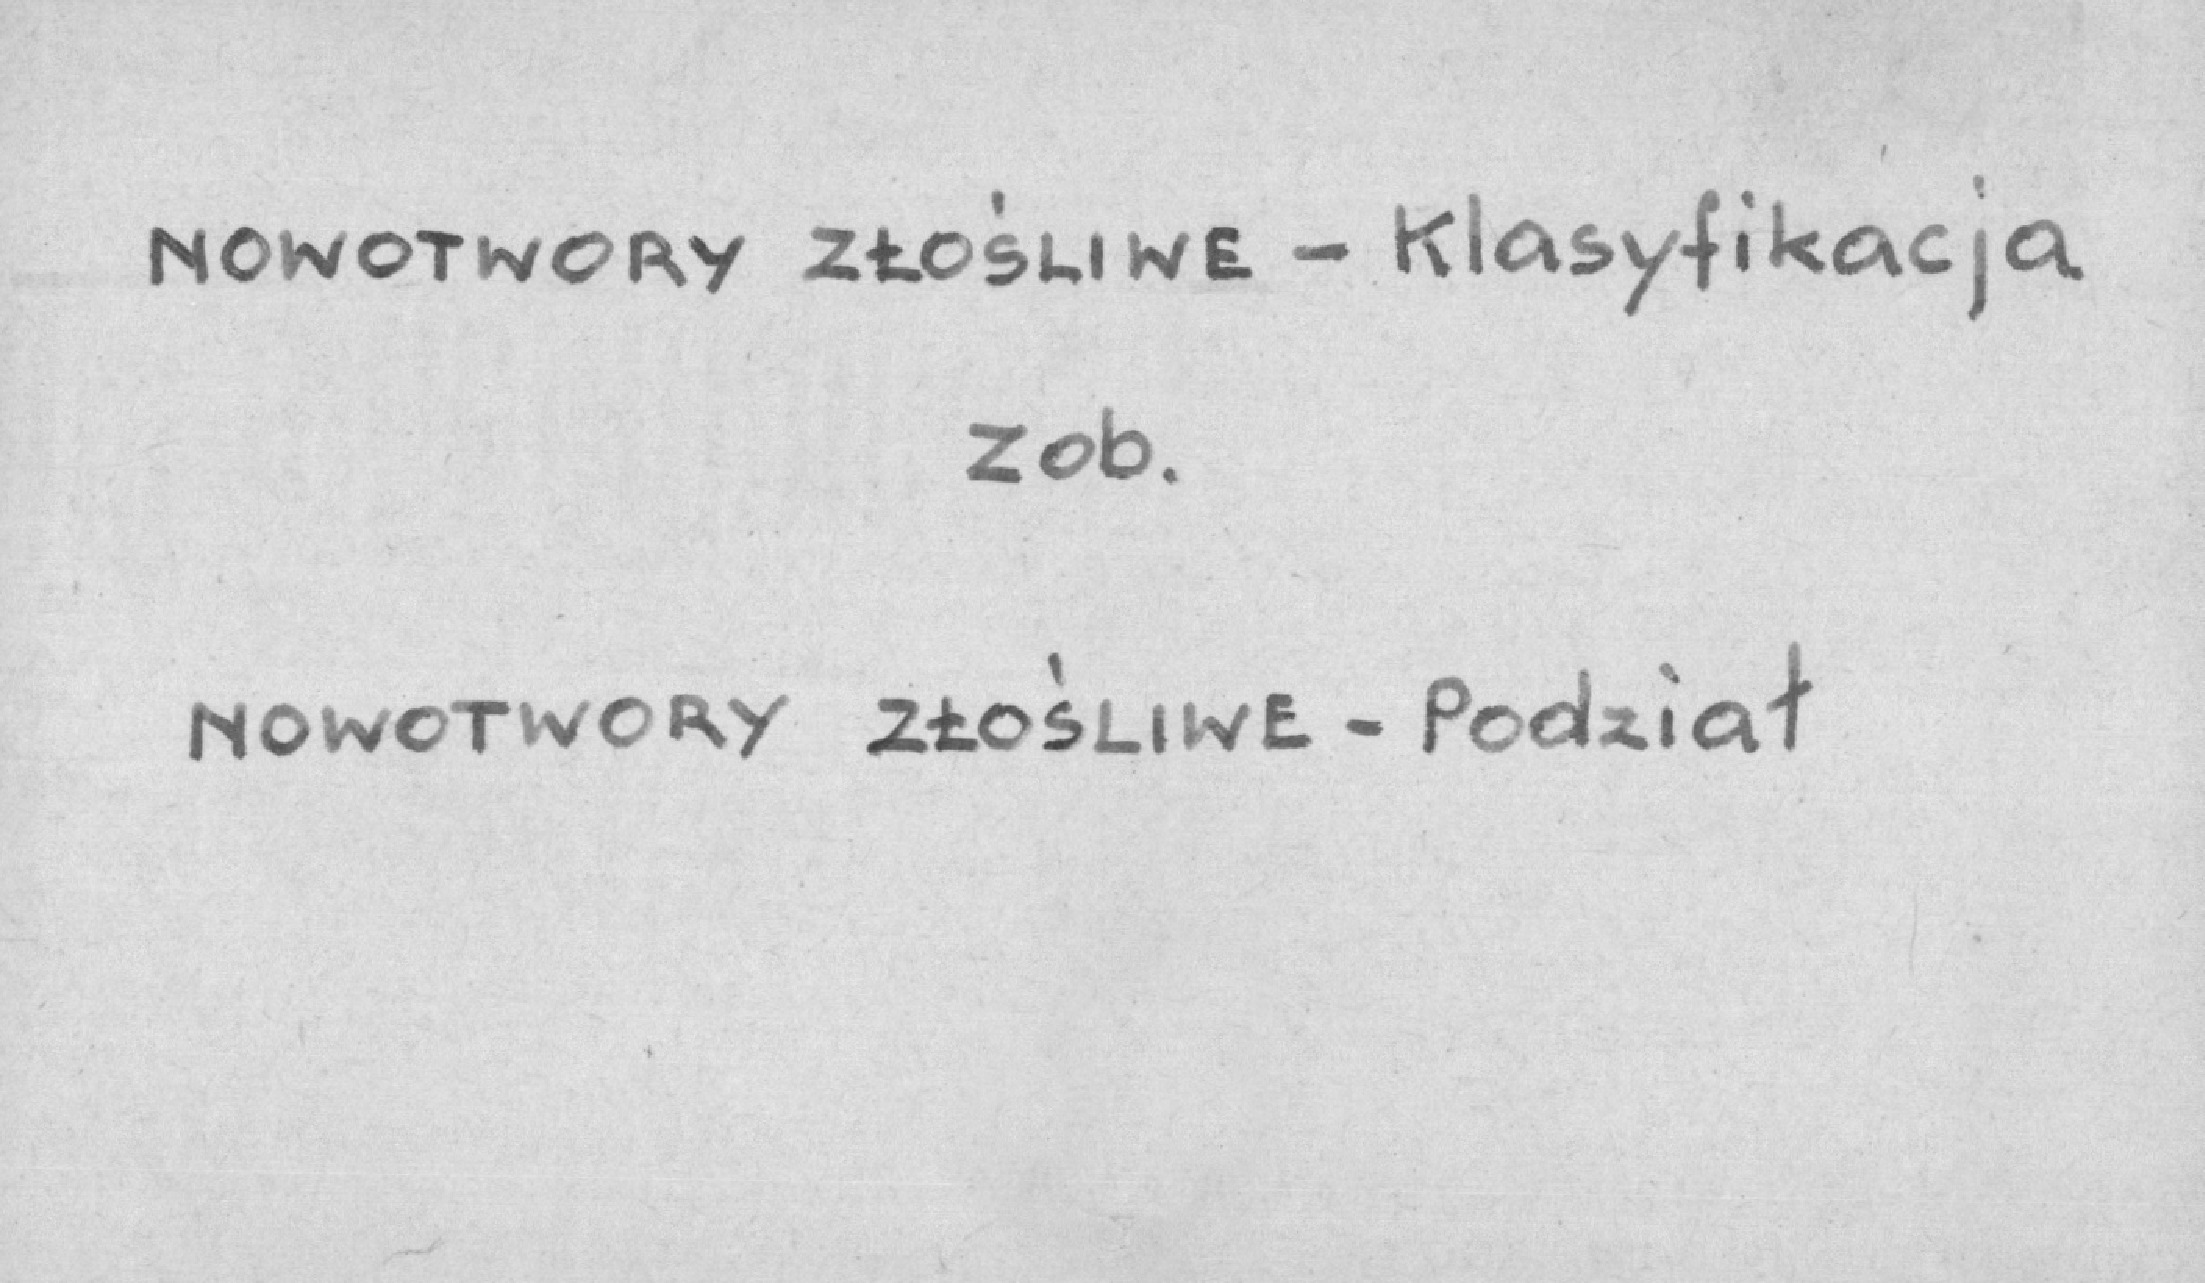 NOWOTWORY ZŁOŚLIWE - Klasyfikacja
zob.
NOWOTWORY ZŁOŚLIWE - Podział